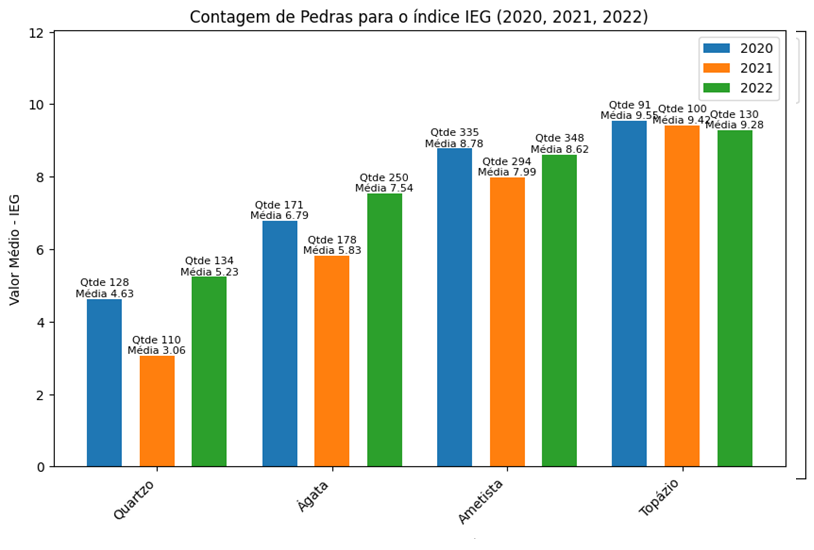 Contagem de Pedras para o índice IEG (2020, 2021, 2022)
2020
2021
2022
Valor Médio - IEG
12
10
8
6
4
2
0
Qtde 128
Média 4.63
Qtde 110
Média 3.06
Qtde 134
Média 5.23
Qtde 171
Média 6.79
Qtde 178
Média 5.83
Qtde 250
Média 7.54
Qtde 335
Média 8.78
Qtde 294
Média 7.99
Qtde 348
Média 8.62
Qtde 91
Média 9.55
Qtde 100
Média 9.42
Qtde 130
Média 9.28
Quartzo
Ágata
Ametista
Topázio